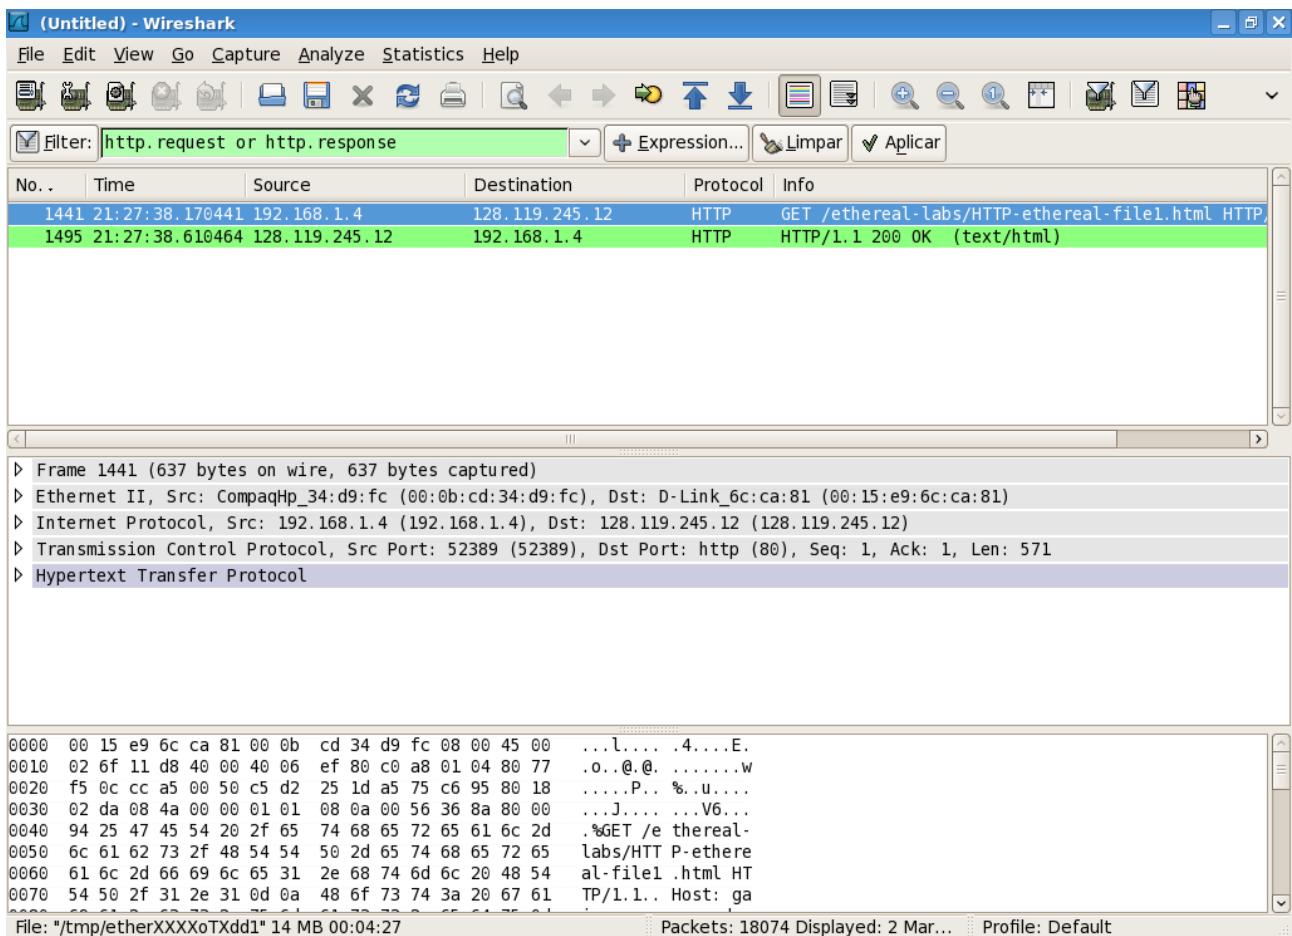 (Untitled) - Wireshark
File Edit View Go Capture Analyze Statistics Help
Filter: http.request or http.response Expression... Limpar Aplicar
No. . Time Source Destination Protocol Info
1441 21:27:38.170441 192.168.1.4 128.119.245.12 HTTP GET /ethereal-labs/HTTP-ethereal-file1.html HTTP/
1495 21:27:38.610464 128.119.245.12 192.168.1.4 HTTP HTTP/1.1 200 OK (text/html)
Frame 1441 (637 bytes on wire, 637 bytes captured)
Ethernet II, Src: CompaqHp_34:d9:fc (00:0b:cd:34:d9:fc), Dst: D-Link_6c:ca:81 (00:15:e9:6c:ca:81)
Internet Protocol, Src: 192.168.1.4 (192.168.1.4), Dst: 128.119.245.12 (128.119.245.12)
Transmission Control Protocol, Src Port: 52389 (52389), Dst Port: http (80), Seq: 1, Ack: 1, Len: 571
Hypertext Transfer Protocol
0000 00 15 e9 6c ca 81 00 0b cd 34 d9 fc 08 00 45 00 ...l.... .4....E.
0010 02 6f 11 d8 40 00 40 06 ef 80 c0 a8 01 04 80 77 .o..@.@. .......w
0020 f5 0c cc a5 00 50 c5 d2 25 1d a5 75 c6 95 80 18 .....P.. %..u....
0030 02 da 08 4a 00 00 01 01 08 0a 00 56 36 8a 80 00 ...J.... ...V6...
0040 94 25 47 45 54 20 2f 65 74 68 65 72 65 61 6c 2d .%GET /e thereal-
0050 6c 61 62 73 2f 48 54 54 50 2d 65 74 68 65 72 65 labs/HTT P-ethere
0060 61 6c 2d 66 69 6c 65 31 2e 68 74 6d 6c 20 48 54 al-file1 .html HT
0070 54 50 2f 31 2e 31 0d 0a 48 6f 73 74 3a 20 67 61 TP/1.1.. Host: ga
File: "/tmp/etherXXXXoTXdd1" 14 MB 00:04:27 Packets: 18074 Displayed: 2 Mar... Profile: Default